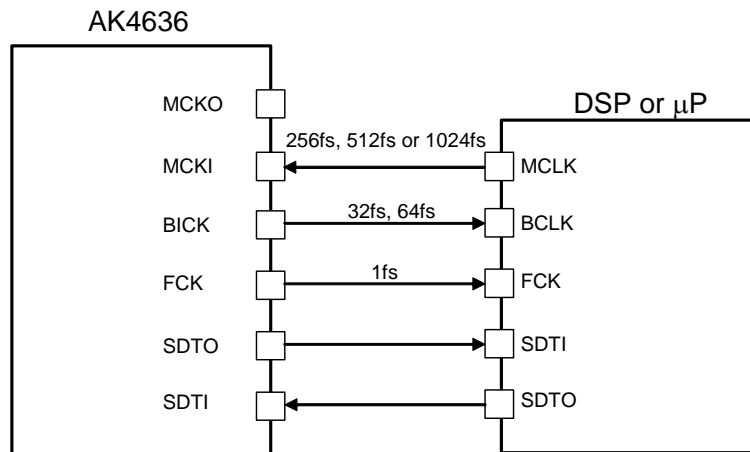 AK4636
DSP or μP
MCKO
256fs, 512fs or 1024fs
MCKI
MCLK
32fs, 64fs
BICK
BCLK
1fs
FCK
FCK
SDTO
SDTI
SDTI
SDTO